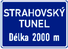 STRAHOVSKÝ
TUNEL
Délka 2000 m